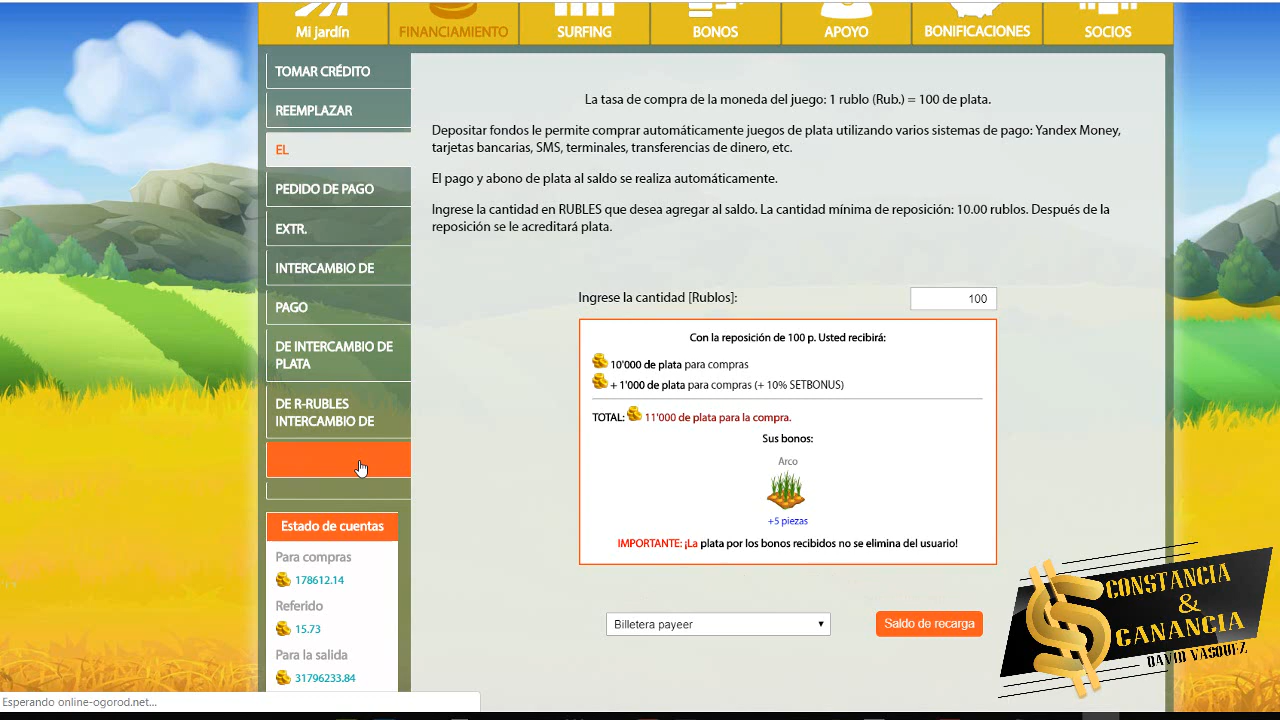 Mi jardín
FINANCIAMIENTO
SURFING
BONOS
APOYO
BONIFICACIONES
SOCIOS
TOMAR CRÉDITO
REEMPLAZAR
EL
PEDIDO DE PAGO
EXTR.
INTERCAMBIO DE
PAGO
DE INTERCAMBIO DE
PLATA
DE R-RUBLES
INTERCAMBIO DE
Estado de cuentas
Para compras
178612.14
Referido
15.73
Para la salida
31796233.84
La tasa de compra de la moneda del juego: 1 rublo (Rub.) = 100 de plata.
Depositar fondos le permite comprar automáticamente juegos de plata utilizando varios sistemas de pago: Yandex Money,
tarjetas bancarias, SMS, terminales, transferencias de dinero, etc.
El pago y abono de plata al saldo se realiza automáticamente.
Ingrese la cantidad en RUBLES que desea agregar al saldo. La cantidad mínima de reposición: 10.00 rublos. Después de la
reposición se le acreditará plata.
Ingrese la cantidad [Rublos]: 100
Con la reposición de 100 p. Usted recibirá:
10'000 de plata para compras
+ 1'000 de plata para compras (+ 10% SETBONUS)
TOTAL: 11'000 de plata para la compra.
Sus bonos:
Arco
+5 piezas
IMPORTANTE: ¡La plata por los bonos recibidos no se elimina del usuario!
Billetera payeer
Saldo de recarga
CONSTANCIA
&
GANANCIA
DAVID VASQUEZ
Esperando online-ogorod.net...